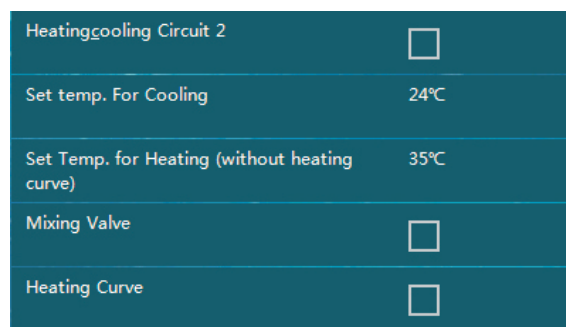 Heatingcooling Circuit 2
Set temp. For Cooling 24℃
Set Temp. for Heating (without heating 35℃
curve)
Mixing Valve
Heating Curve